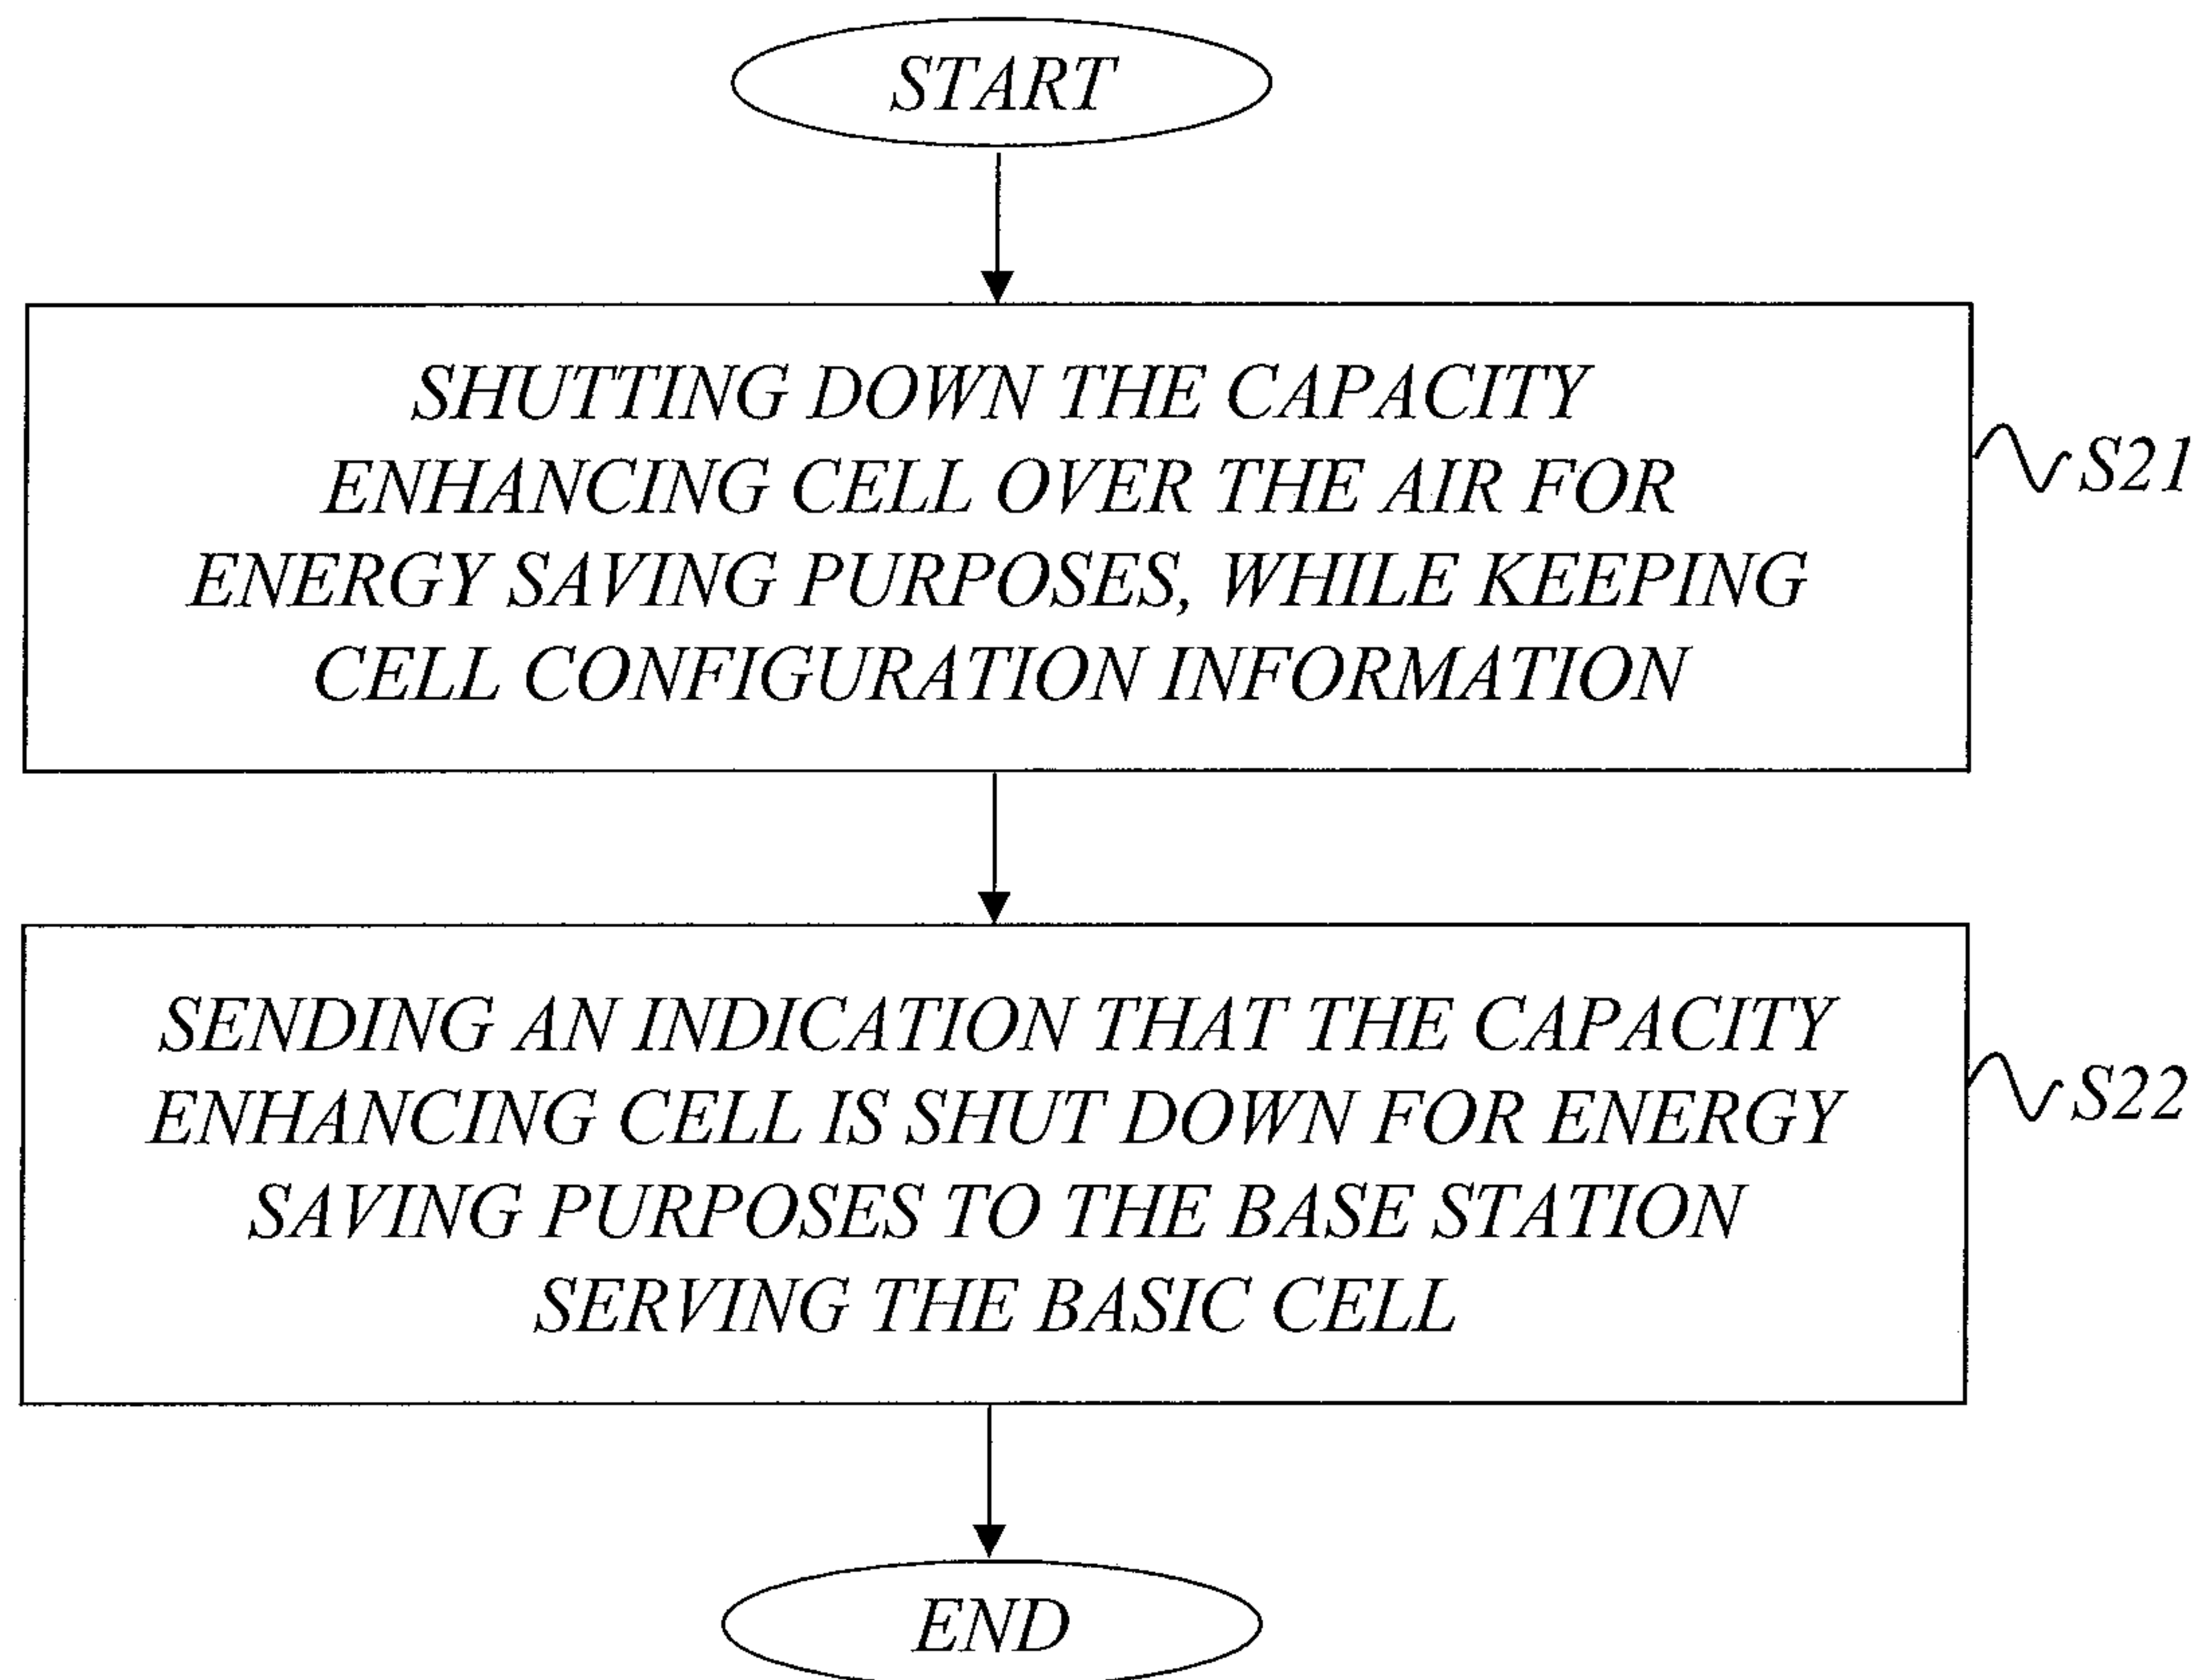 START
SHUTTING DOWN THE CAPACITY
ENHANCING CELL OVER THE AIR FOR
ENERGY SAVING PURPOSES, WHILE KEEPING
CELL CONFIGURATION INFORMATION
S21
SENDING AN INDICATION THAT THE CAPACITY
ENHANCING CELL IS SHUT DOWN FOR ENERGY
SAVING PURPOSES TO THE BASE STATION
SERVING THE BASIC CELL
S22
END